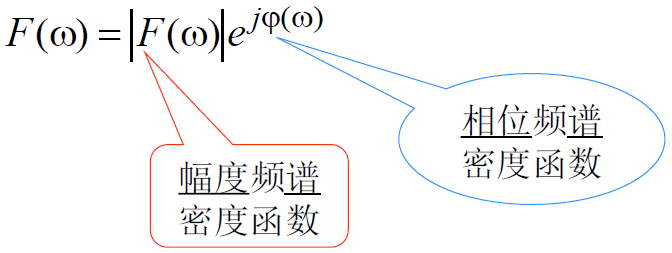 F(ω) = |F(ω)| e^{jφ(ω)}
相位频谱
密度函数
幅度频谱
密度函数